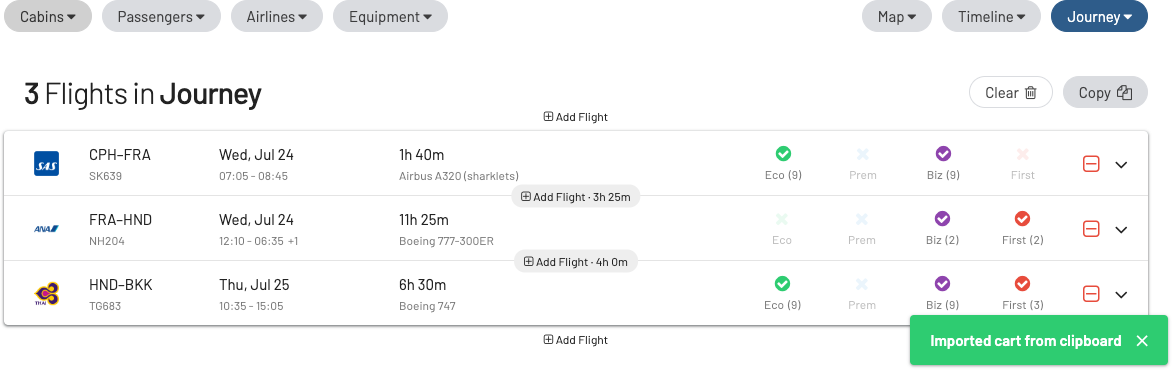 Cabins Passengers Airlines Equipment Map Timeline Journey
3 Flights in Journey Clear Copy
Add Flight
SAS CPH–FRA Wed, Jul 24 1h 40m
SK639 07:05 - 08:45 Airbus A320 (sharklets) Eco (9) Prem Biz (9) First
Add Flight · 3h 25m
ANA FRA–HND Wed, Jul 24 11h 25m
NH204 12:10 - 06:35 +1 Boeing 777-300ER Eco Prem Biz (2) First (2)
Add Flight · 4h 0m
THAI HND–BKK Thu, Jul 25 6h 30m
TG683 10:35 - 15:05 Boeing 747 Eco (9) Prem Biz (9) First (3)
Add Flight
Imported cart from clipboard